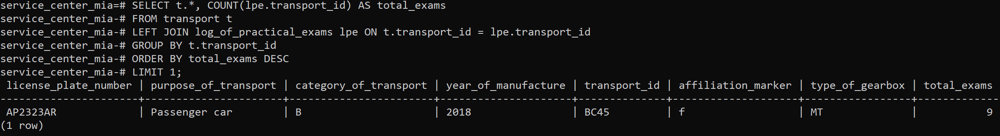 service_center_mia=# SELECT t.*, COUNT(lpe.transport_id) AS total_exams
service_center_mia-# FROM transport t
service_center_mia-# LEFT JOIN log_of_practical_exams lpe ON t.transport_id = lpe.transport_id
service_center_mia-# GROUP BY t.transport_id
service_center_mia-# ORDER BY total_exams DESC
service_center_mia-# LIMIT 1;
 license_plate_number | purpose_of_transport | category_of_transport | year_of_manufacture | transport_id | affiliation_marker | type_of_gearbox | total_exams
----------------------+----------------------+-----------------------+---------------------+--------------+--------------------+-----------------+-------------
 AP2323AR             | Passenger car        | B                     | 2018                | BC45         | f                  | MT              |           9
(1 row)